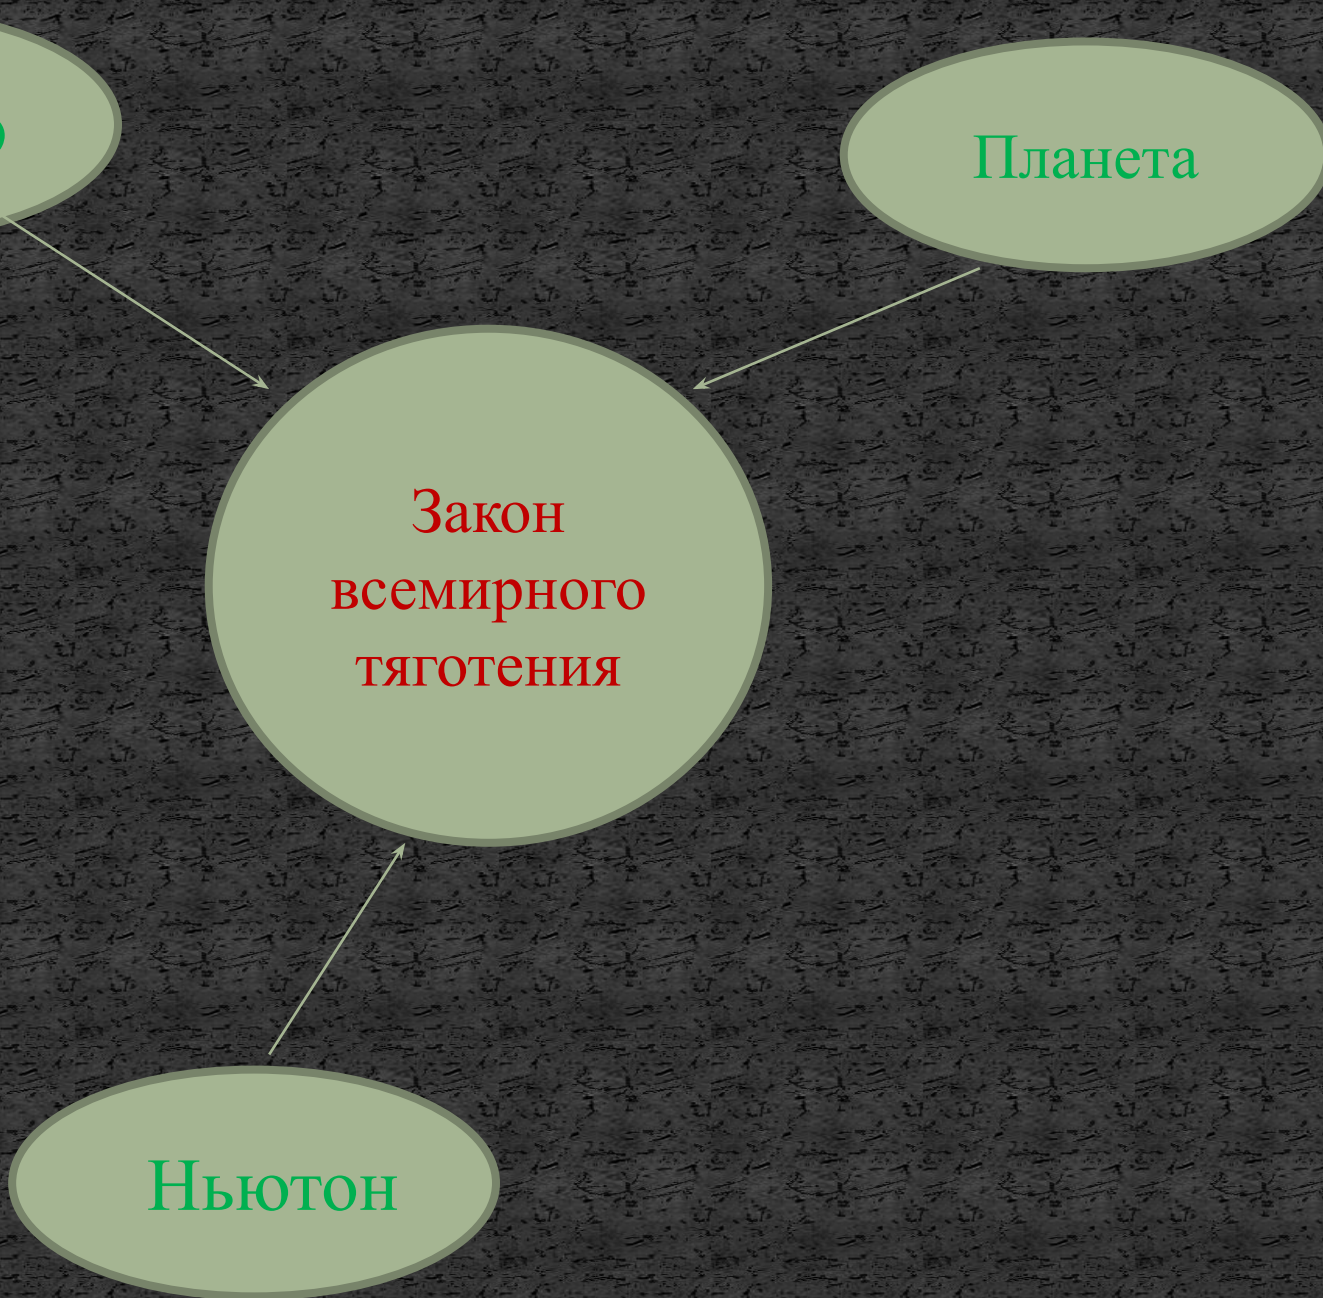 Планета
Закон
всемирного
тяготения
Ньютон